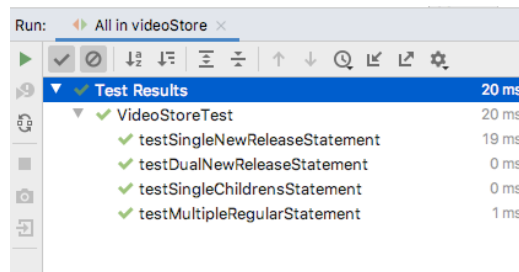 Run: All in videoStore
Test Results 20 ms
VideoStoreTest 20 ms
testSingleNewReleaseStatement 19 ms
testDualNewReleaseStatement 0 ms
testSingleChildrensStatement 0 ms
testMultipleRegularStatement 1 ms